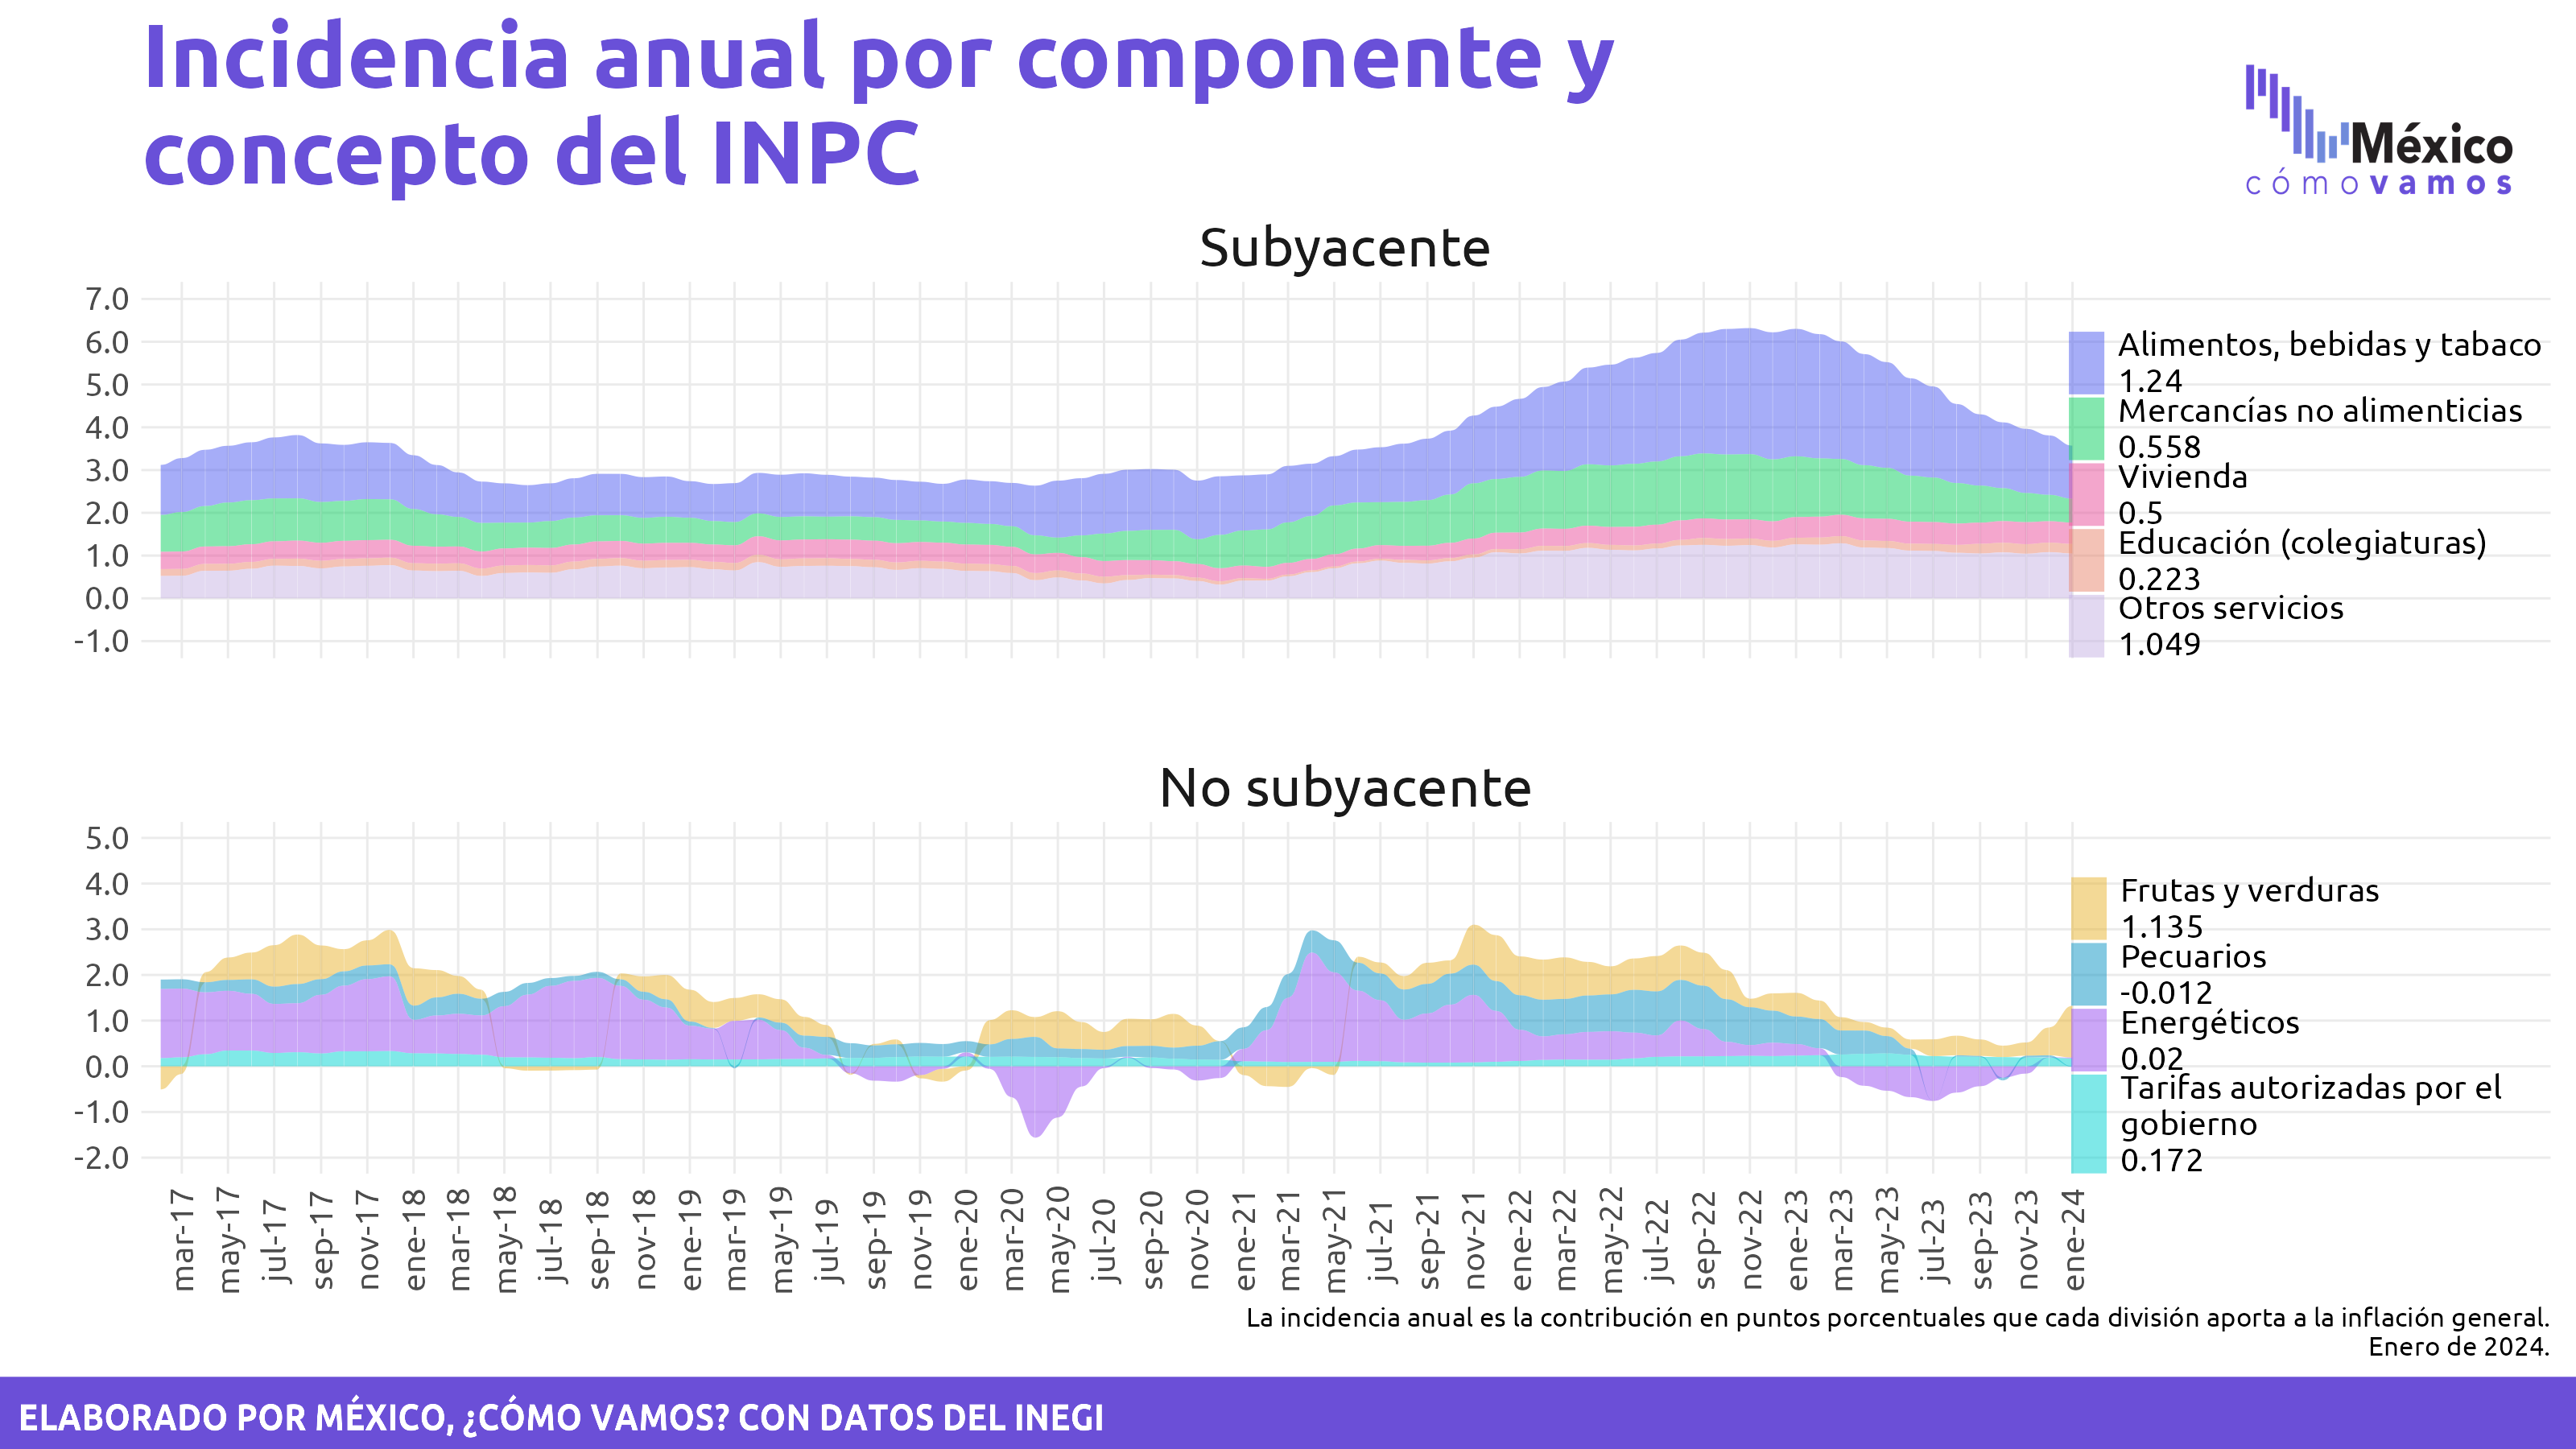 Incidencia anual por componente y
concepto del INPC
México
cómovamos
Subyacente
7.0
6.0
5.0
4.0
3.0
2.0
1.0
0.0
-1.0
Alimentos, bebidas y tabaco
1.24
Mercancías no alimenticias
0.558
Vivienda
0.5
Educación (colegiaturas)
0.223
Otros servicios
1.049
No subyacente
5.0
4.0
3.0
2.0
1.0
0.0
-1.0
-2.0
Frutas y verduras
1.135
Pecuarios
-0.012
Energéticos
0.02
Tarifas autorizadas por el
gobierno
0.172
mar-17
may-17
jul-17
sep-17
nov-17
ene-18
mar-18
may-18
jul-18
sep-18
nov-18
ene-19
mar-19
may-19
jul-19
sep-19
nov-19
ene-20
mar-20
may-20
jul-20
sep-20
nov-20
ene-21
mar-21
may-21
jul-21
sep-21
nov-21
ene-22
mar-22
may-22
jul-22
sep-22
nov-22
ene-23
mar-23
may-23
jul-23
sep-23
nov-23
ene-24
La incidencia anual es la contribución en puntos porcentuales que cada división aporta a la inflación general.
Enero de 2024.
ELABORADO POR MÉXICO, ¿CÓMO VAMOS? CON DATOS DEL INEGI